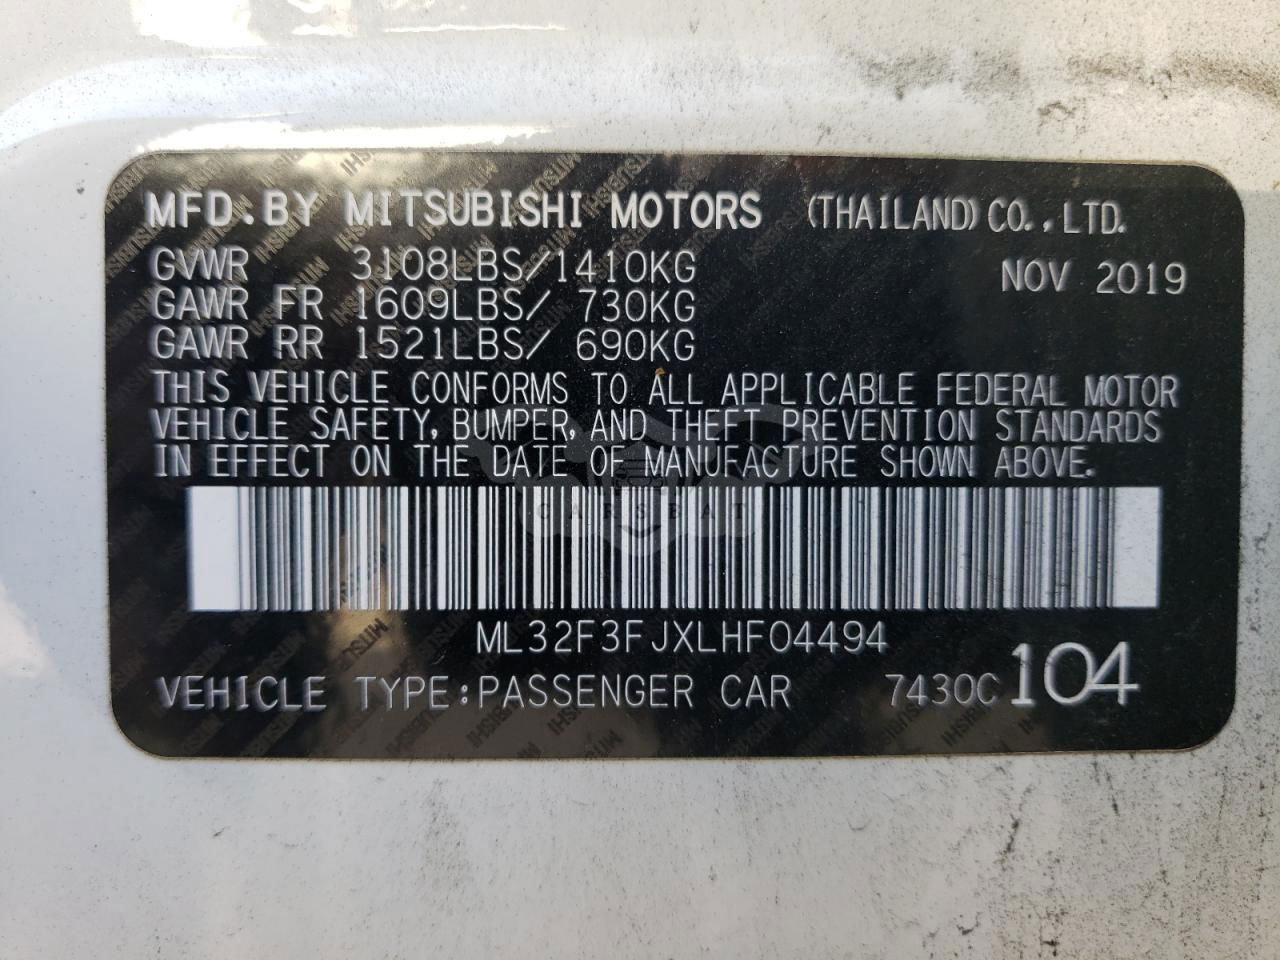 MFD.BY MITSUBISHI MOTORS (THAILAND)CO.,LTD.
GVWR 3108LBS/1410KG NOV 2019
GAWR FR 1609LBS/ 730KG
GAWR RR 1521LBS/ 690KG
THIS VEHICLE CONFORMS TO ALL APPLICABLE FEDERAL MOTOR
VEHICLE SAFETY, BUMPER, AND THEFT PREVENTION STANDARDS
IN EFFECT ON THE DATE OF MANUFACTURE SHOWN ABOVE.
CARSBAT
ML32F3FJXLHF04494
VEHICLE TYPE:PASSENGER CAR 7430C 104